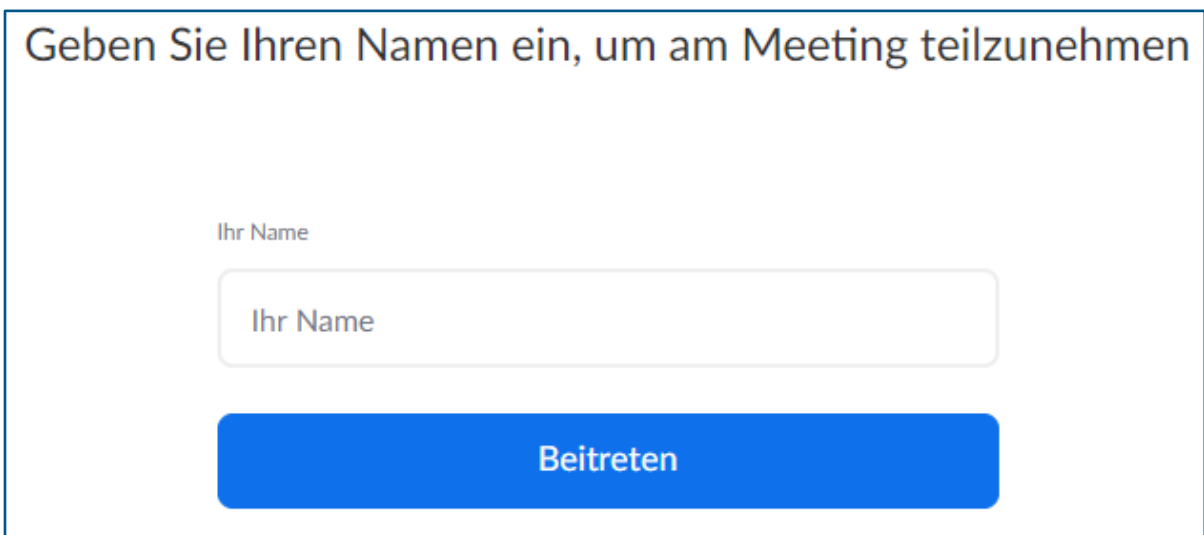 Geben Sie Ihren Namen ein, um am Meeting teilzunehmen
Ihr Name
Ihr Name
Beitreten